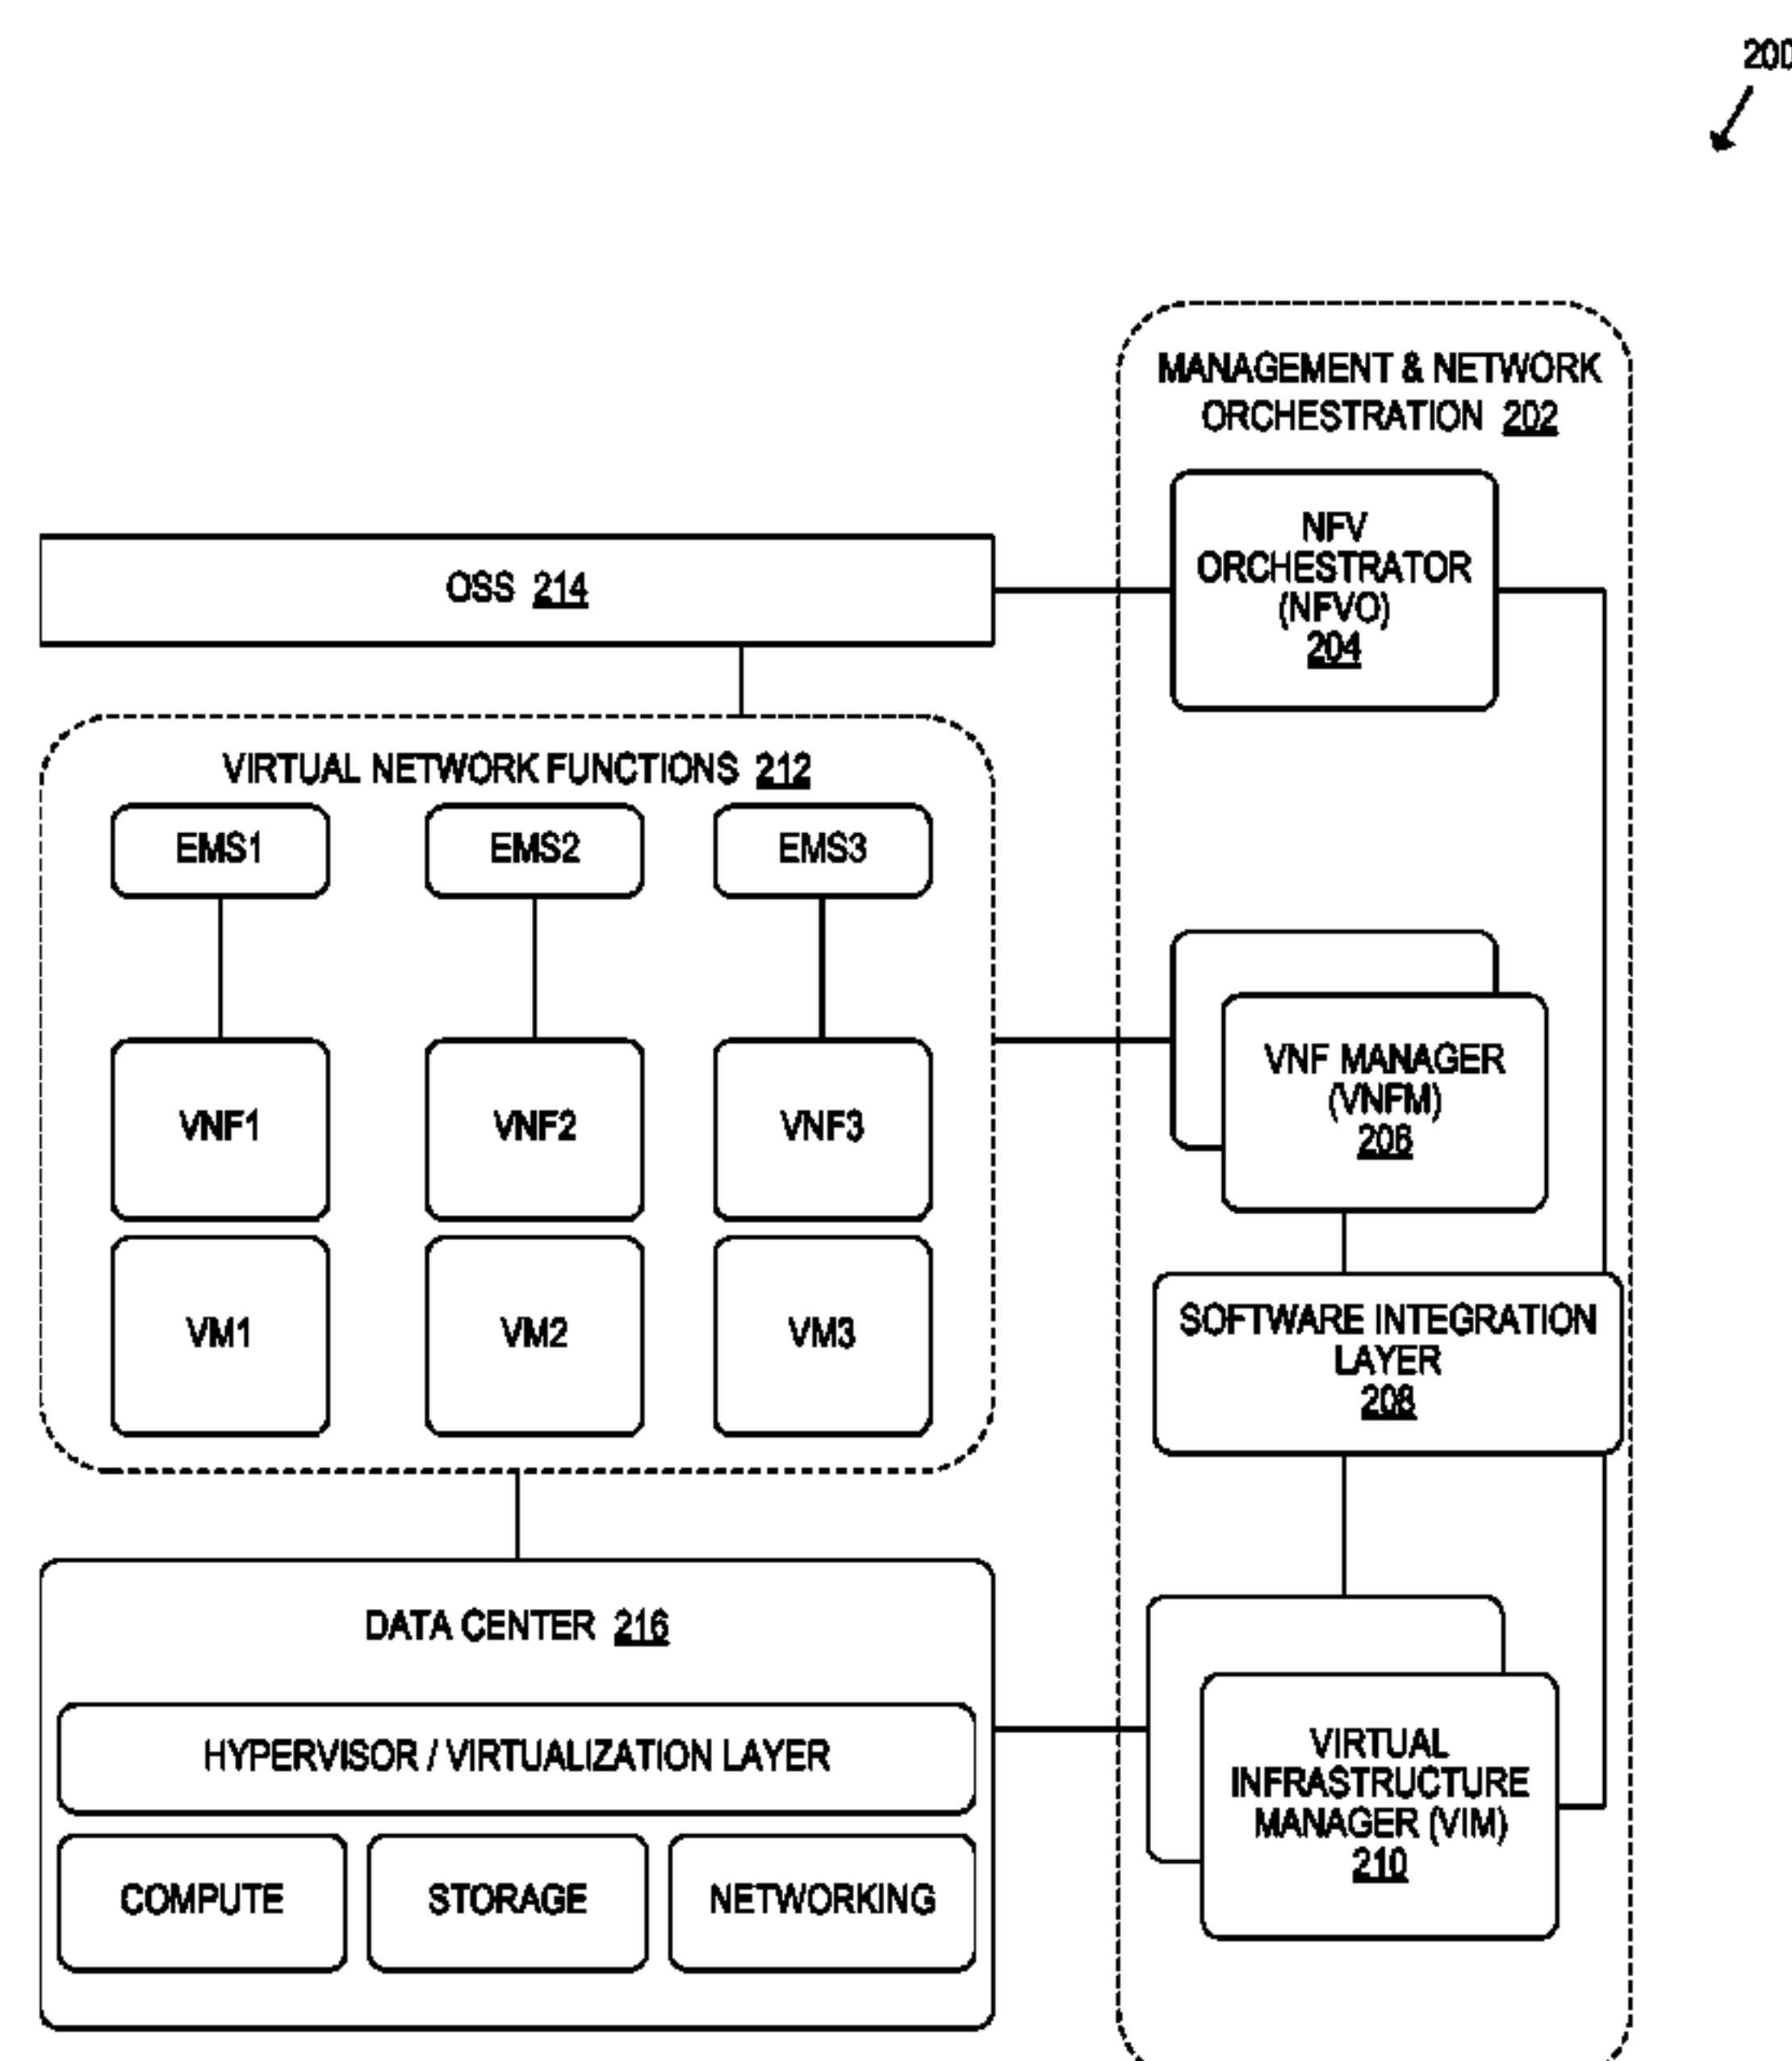 200
MANAGEMENT & NETWORK
ORCHESTRATION 202
NFV
ORCHESTRATOR
(NFVO)
204
OSS 214
VIRTUAL NETWORK FUNCTIONS 212
EMS1
EMS2
EMS3
VNF1
VNF2
VNF3
VM1
VM2
VM3
VNF MANAGER
(VNFM)
206
SOFTWARE INTEGRATION
LAYER
208
DATA CENTER 216
HYPERVISOR / VIRTUALIZATION LAYER
COMPUTE
STORAGE
NETWORKING
VIRTUAL
INFRASTRUCTURE
MANAGER (VIM)
210